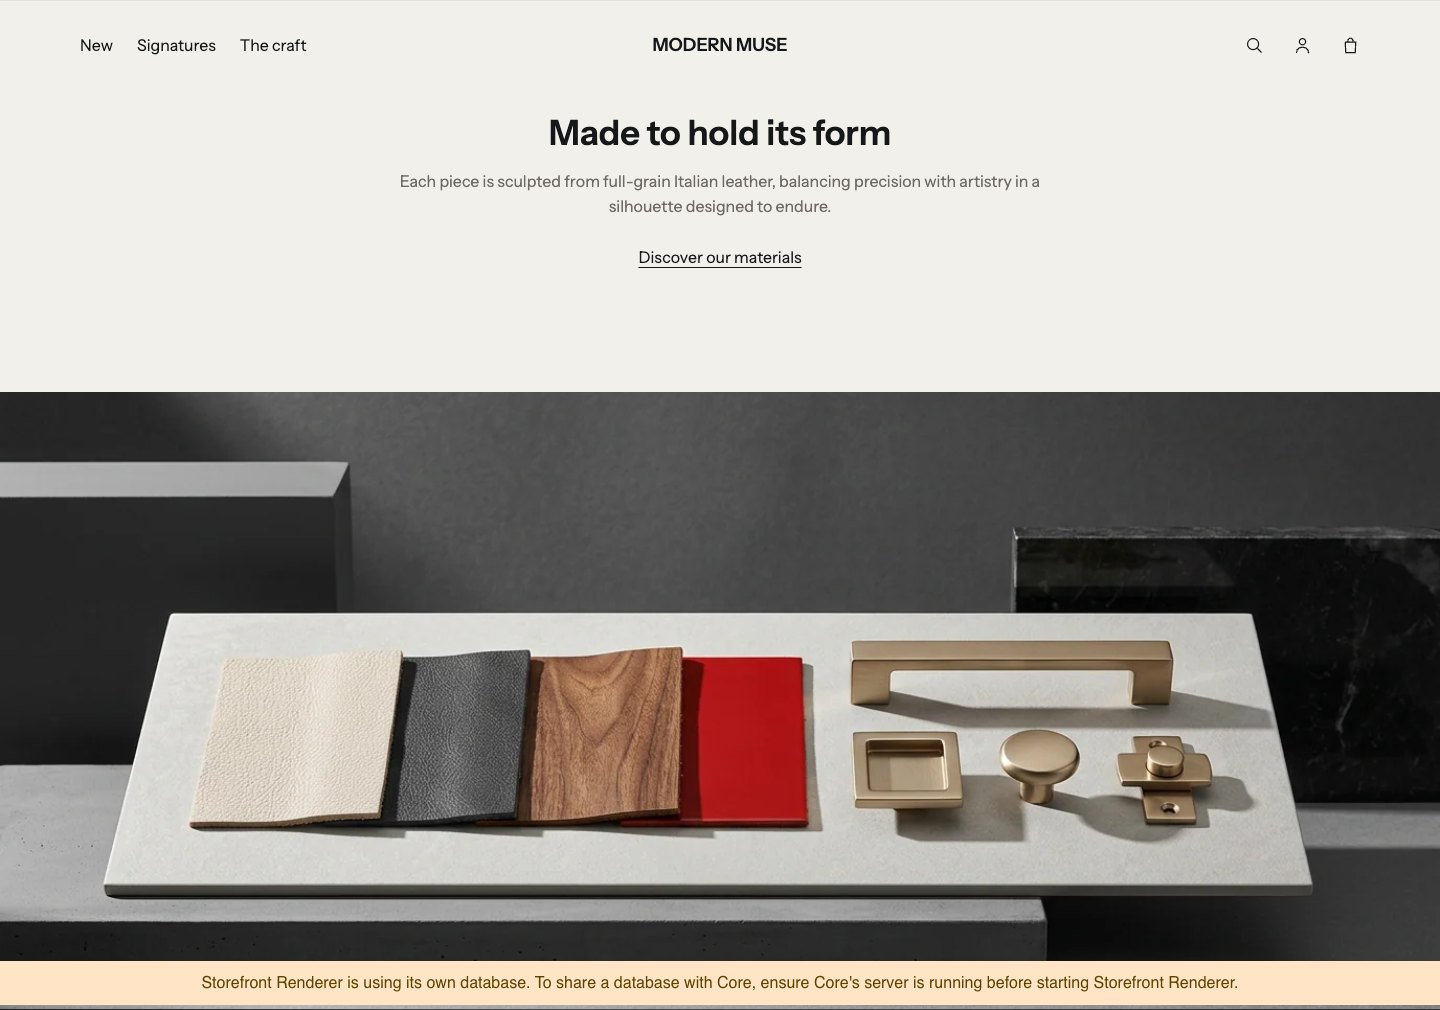 New
Signatures
The craft
MODERN MUSE
Made to hold its form
Each piece is sculpted from full-grain Italian leather, balancing precision with artistry in a
silhouette designed to endure.
Discover our materials
Storefront Renderer is using its own database. To share a database with Core, ensure Core's server is running before starting Storefront Renderer.